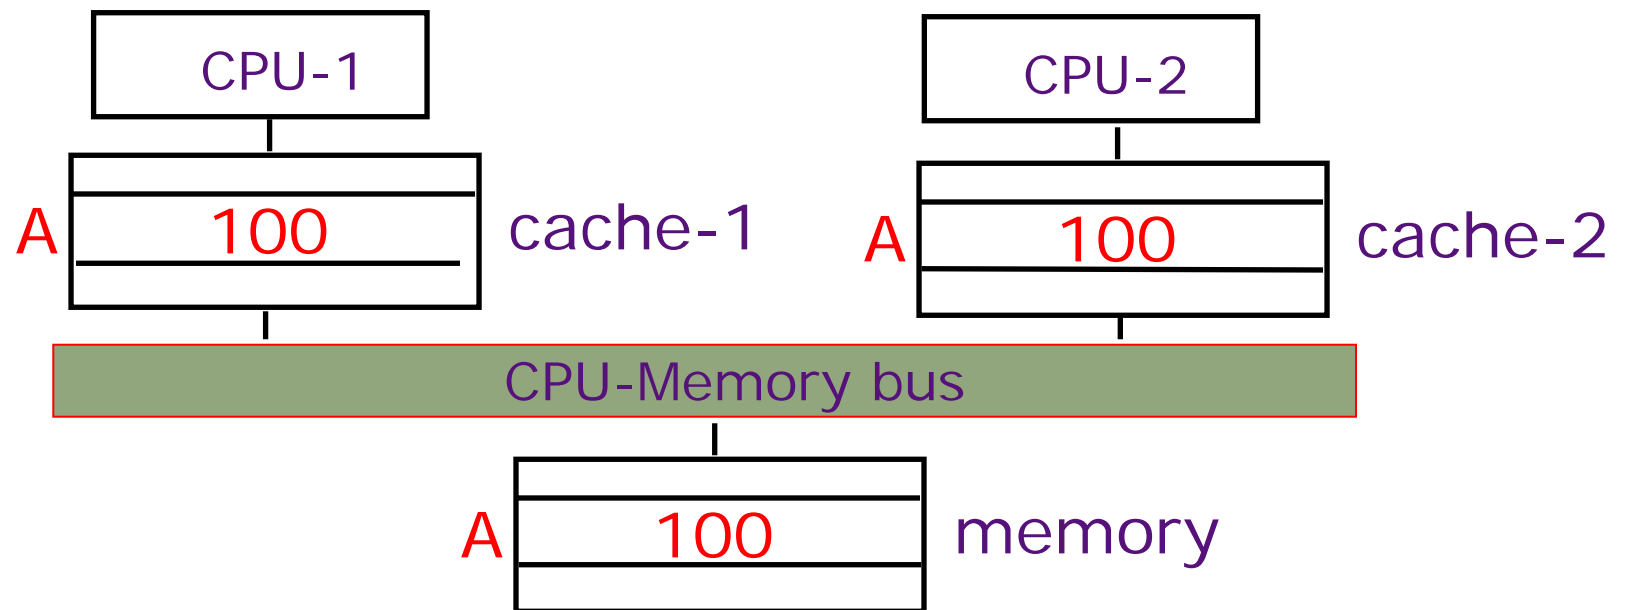 CPU-1
CPU-2
A 100 cache-1
A 100 cache-2
CPU-Memory bus
A 100 memory